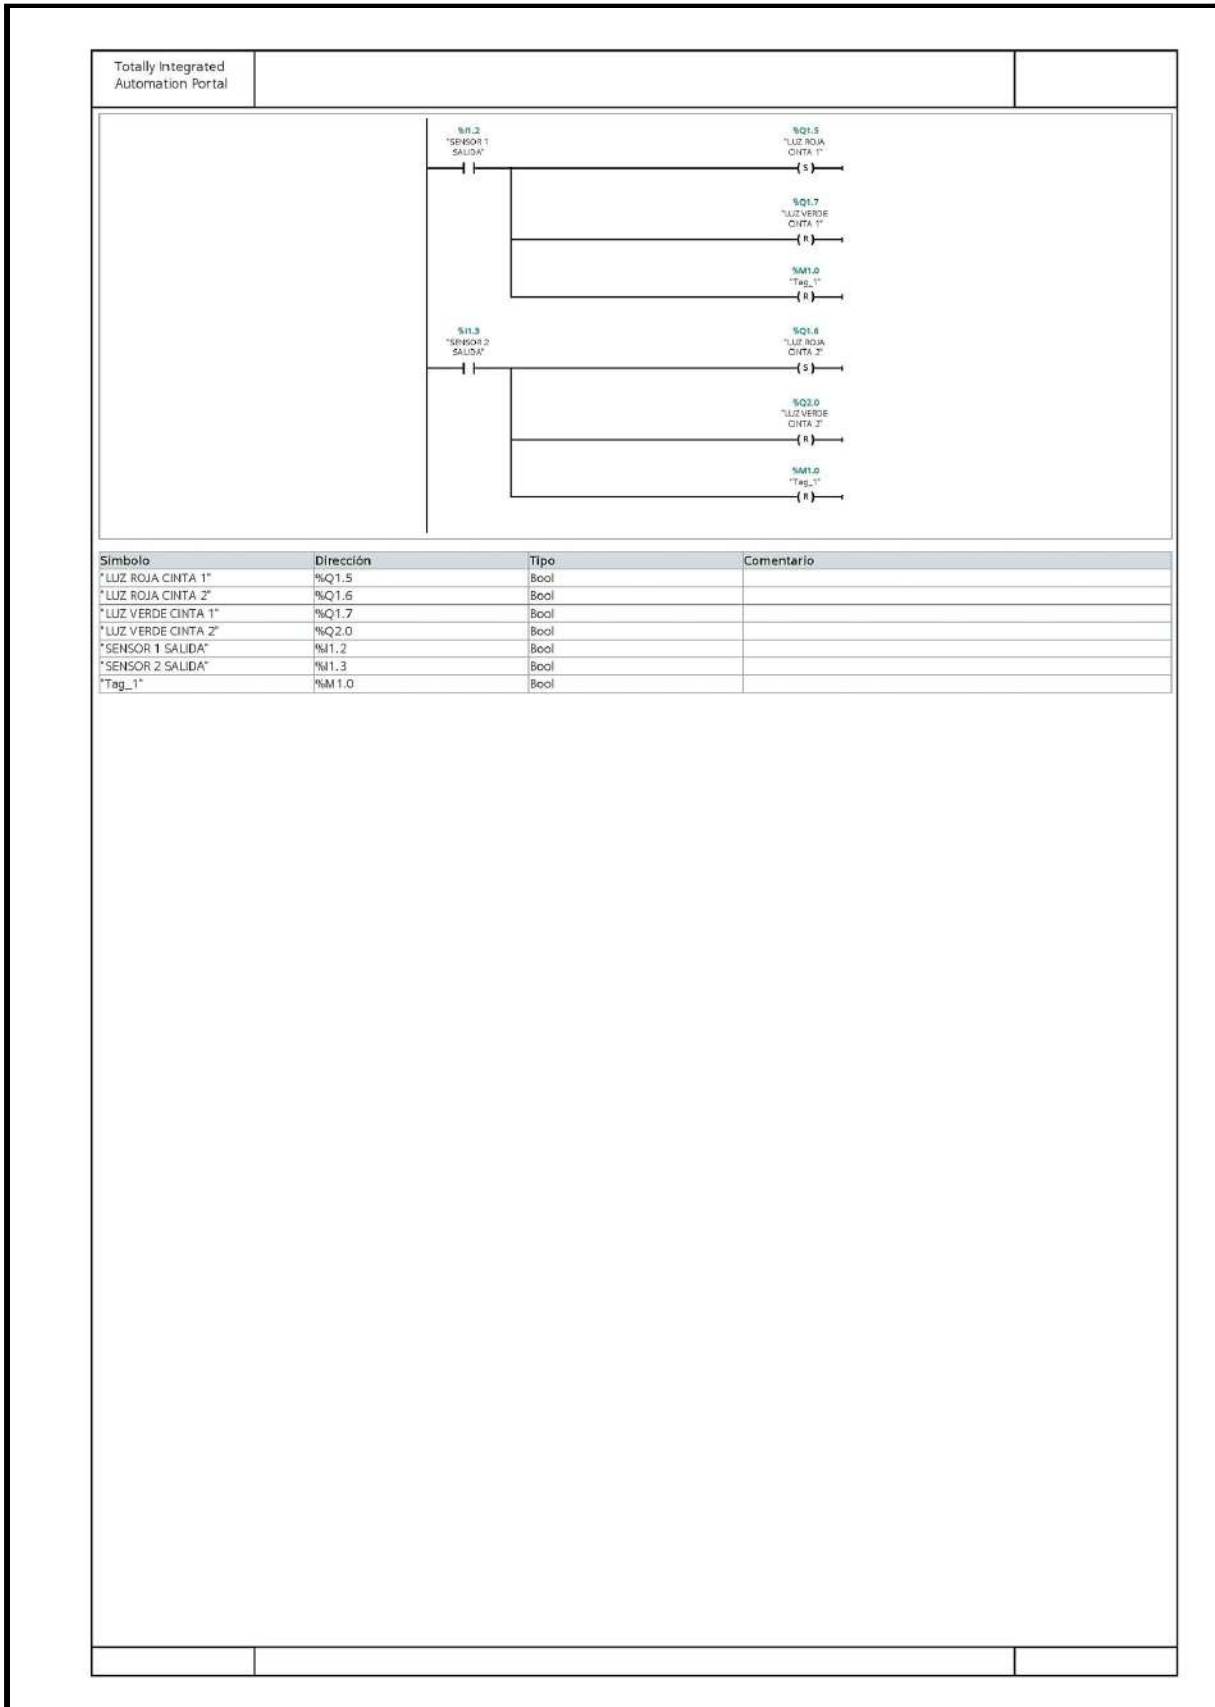 Totally Integrated
Automation Portal
%I1.2
"SENSOR 1
SALIDA"
%Q1.5
"LUZ ROJA
CINTA 1"
S
%Q1.7
"LUZ VERDE
CINTA 1"
R
%M1.0
"Tag_1"
R
%I1.3
"SENSOR 2
SALIDA"
%Q1.6
"LUZ ROJA
CINTA 2"
S
%Q2.0
"LUZ VERDE
CINTA 2"
R
%M1.0
"Tag_1"
R
Símbolo Dirección Tipo Comentario
"LUZ ROJA CINTA 1" %Q1.5 Bool
"LUZ ROJA CINTA 2" %Q1.6 Bool
"LUZ VERDE CINTA 1" %Q1.7 Bool
"LUZ VERDE CINTA 2" %Q2.0 Bool
"SENSOR 1 SALIDA" %I1.2 Bool
"SENSOR 2 SALIDA" %I1.3 Bool
"Tag_1" %M1.0 Bool